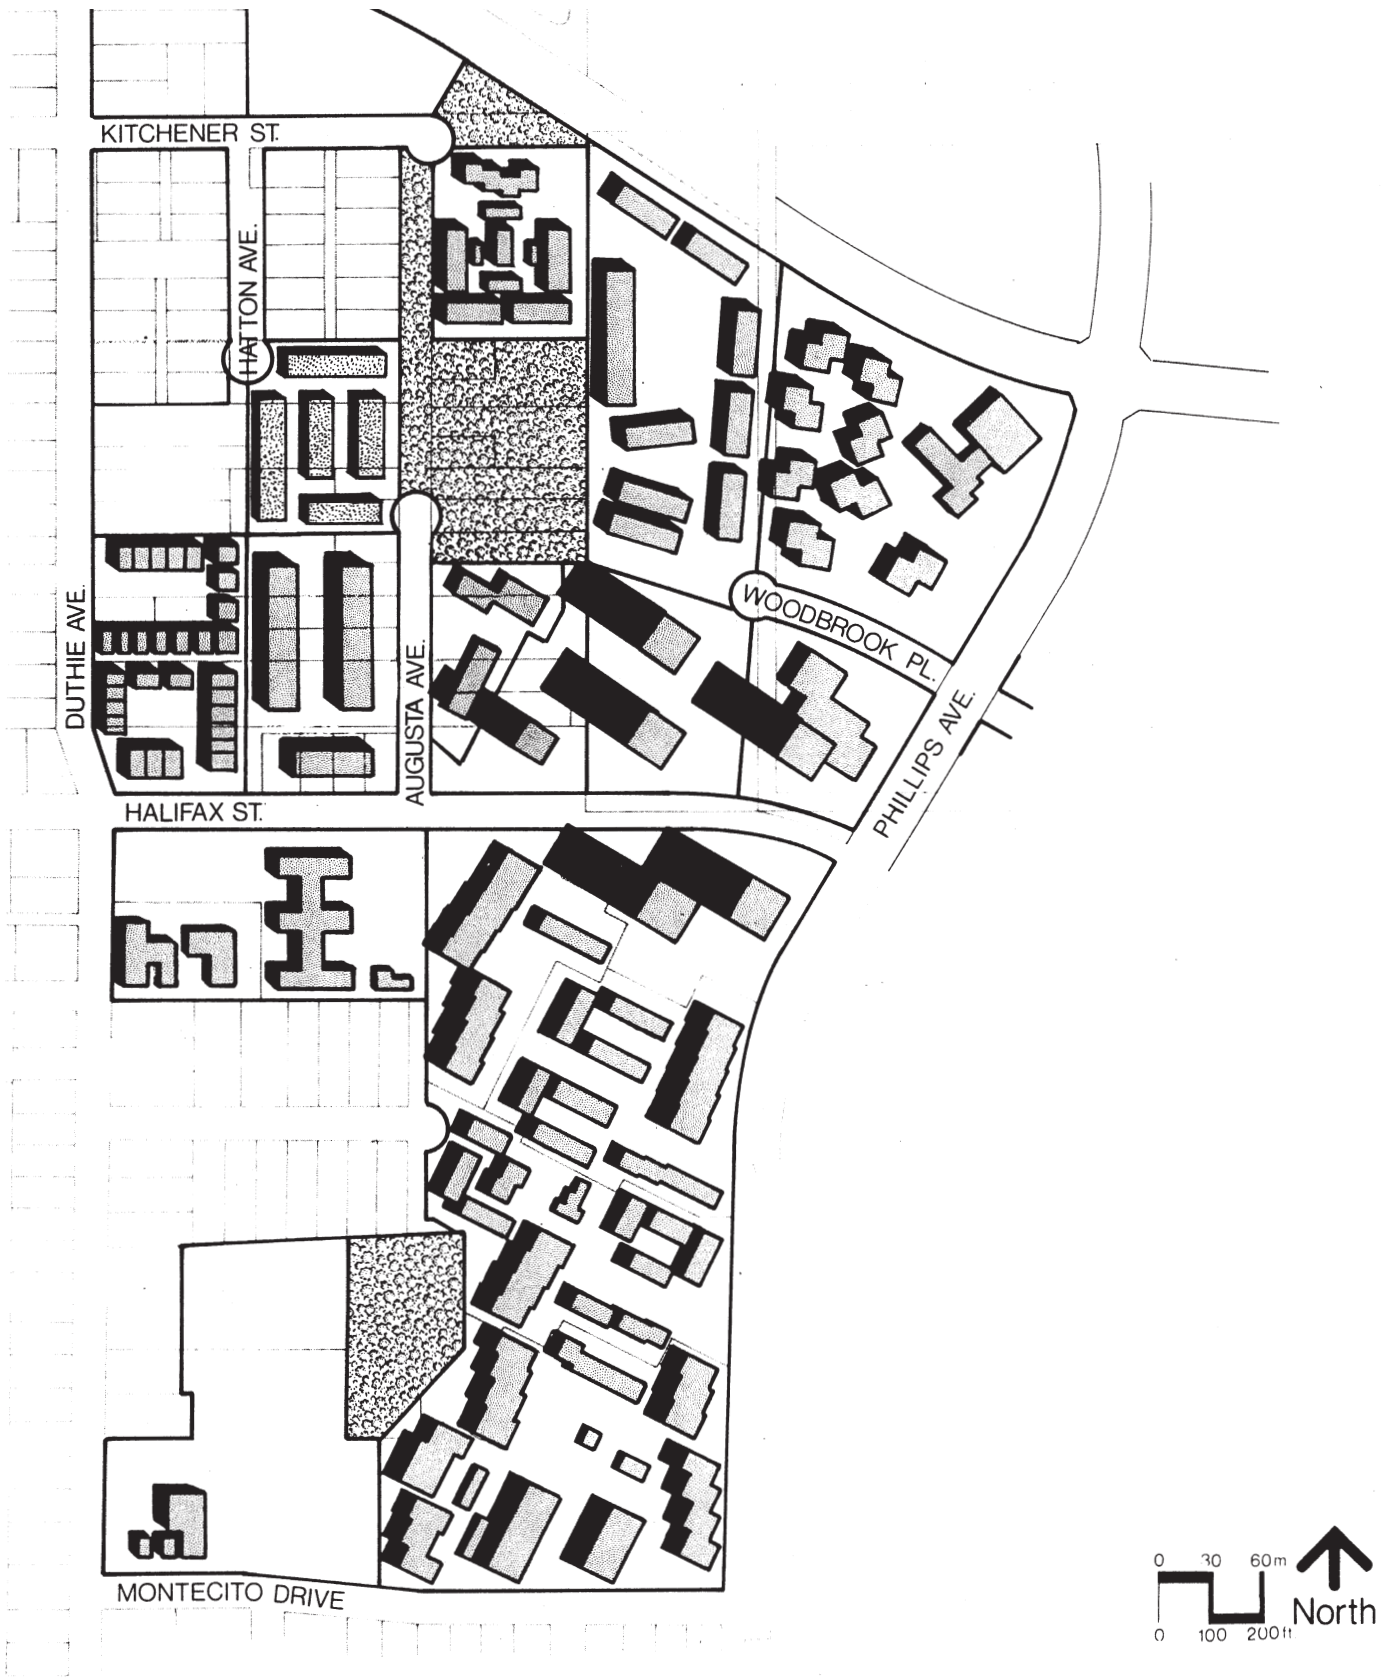 KITCHENER ST.
HATTON AVE.
DUTHIE AVE.
AUGUSTA AVE.
WOODBROOK PL.
PHILLIPS AVE.
HALIFAX ST.
MONTECITO DRIVE
0 30 60m
North
0 100 200ft.